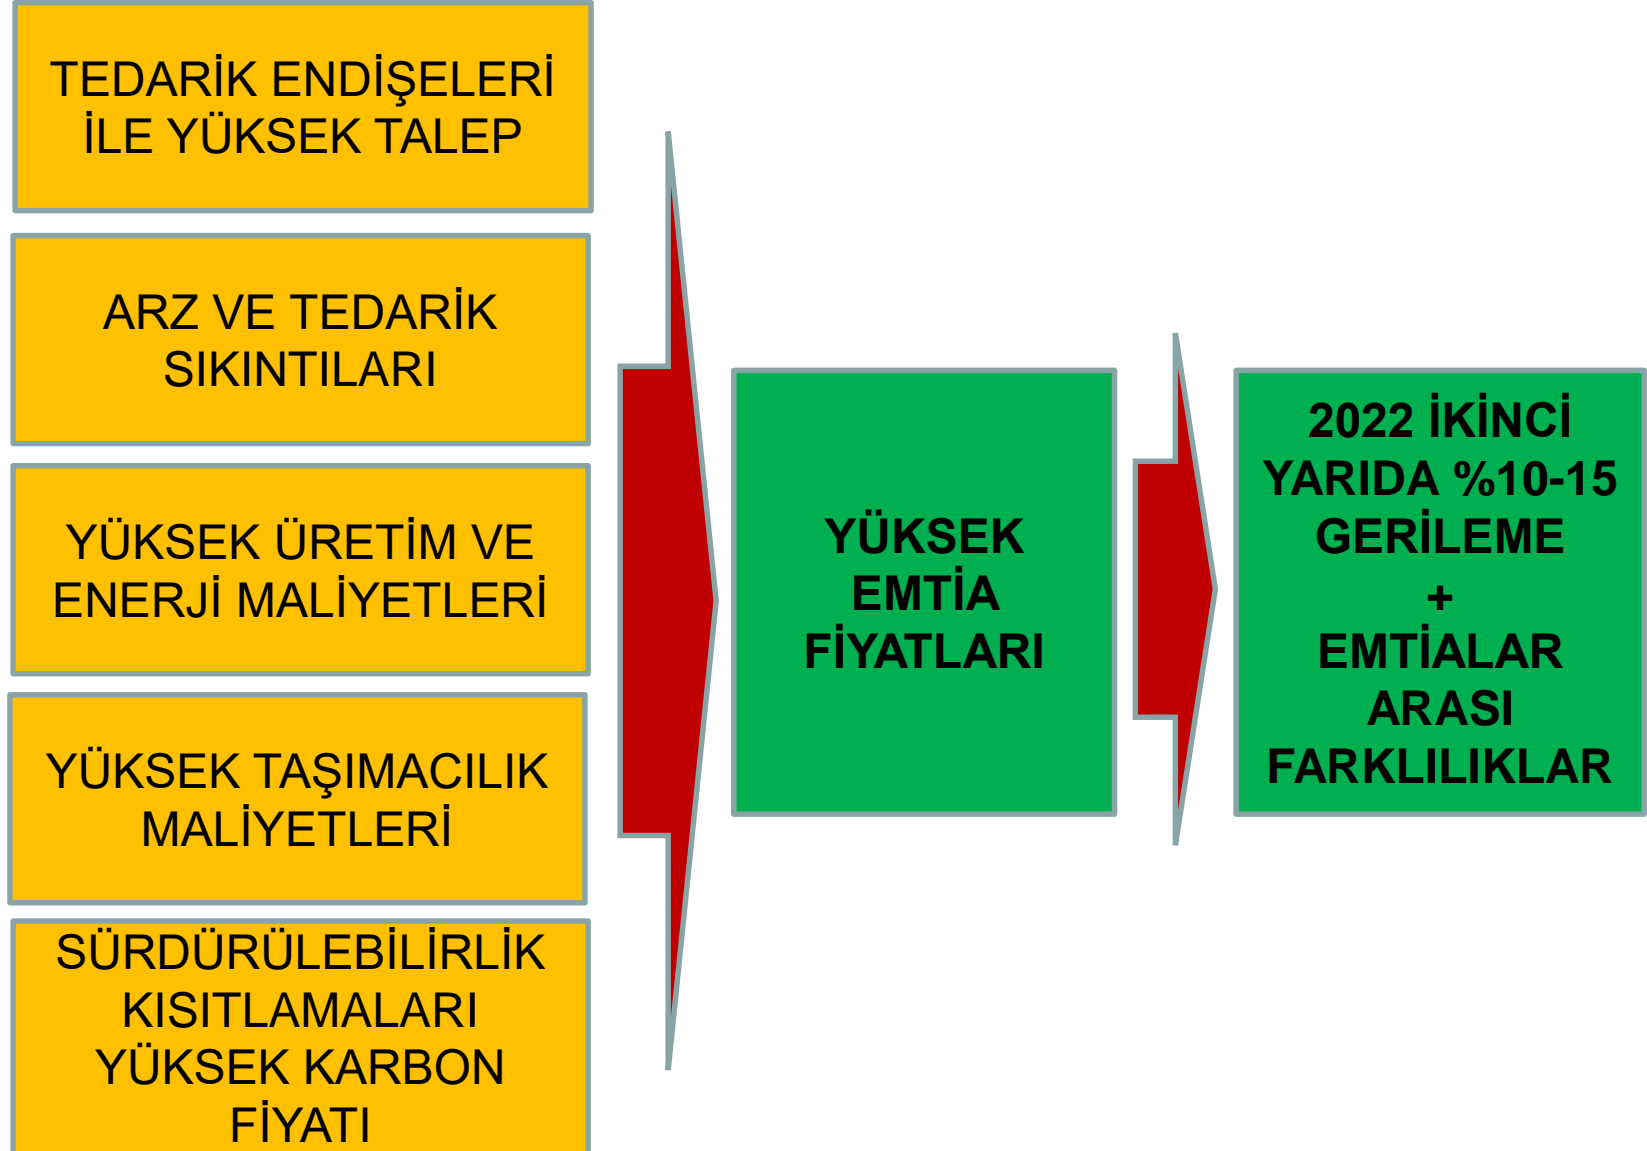 TEDARİK ENDİŞELERİ
İLE YÜKSEK TALEP
ARZ VE TEDARİK
SIKINTILARI
YÜKSEK ÜRETİM VE
ENERJİ MALİYETLERİ
YÜKSEK TAŞIMACILIK
MALİYETLERİ
SÜRDÜRÜLEBİLİRLİK
KISITLAMALARI
YÜKSEK KARBON
FİYATI
YÜKSEK
EMTİA
FİYATLARI
2022 İKİNCİ
YARIDA %10-15
GERİLEME
+
EMTİALAR
ARASI
FARKLILIKLAR